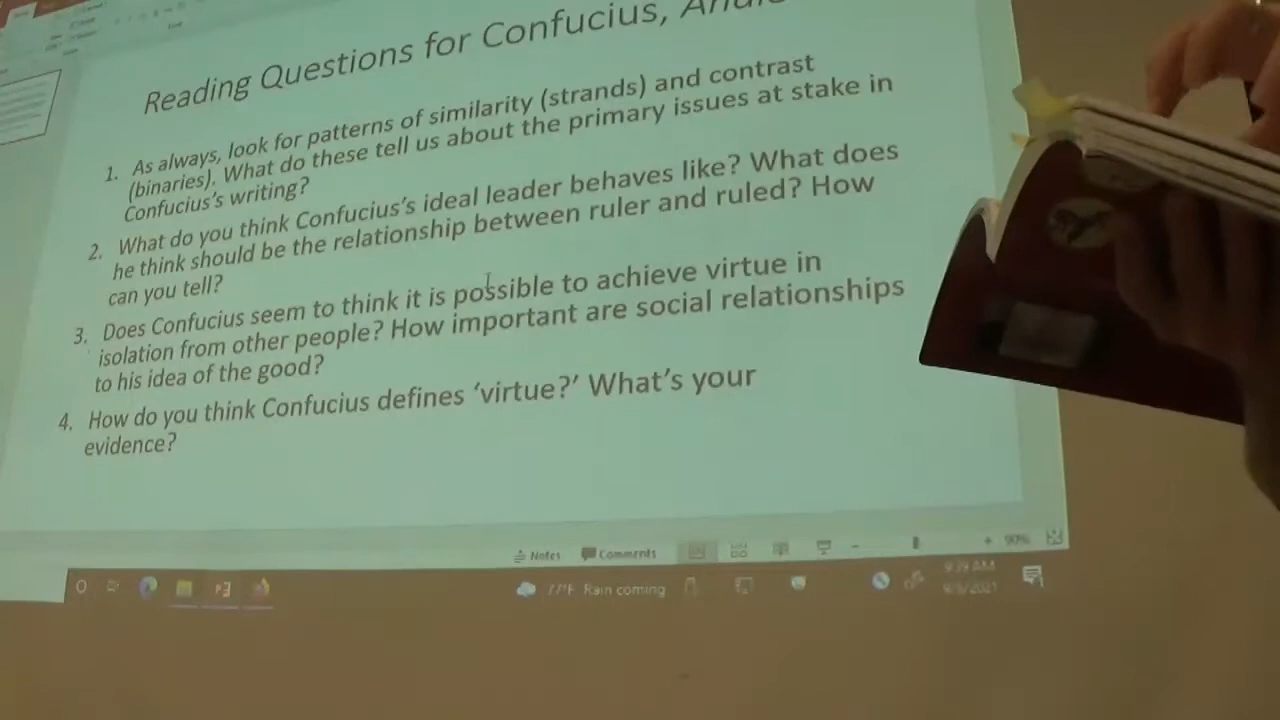 Reading Questions for Confucius,
1. As always, look for patterns of similarity (strands) and contrast
(binaries). What do these tell us about the primary issues at stake in
Confucius's writing?
2. What do you think Confucius's ideal leader behaves like? What does
he think should be the relationship between ruler and ruled? How
can you tell?
3. Does Confucius seem to think it is possible to achieve virtue in
isolation from other people? How important are social relationships
to his idea of the good?
4. How do you think Confucius defines 'virtue?' What's your
evidence?
Notes Comments 90%
77°F Rain coming
9:39 AM